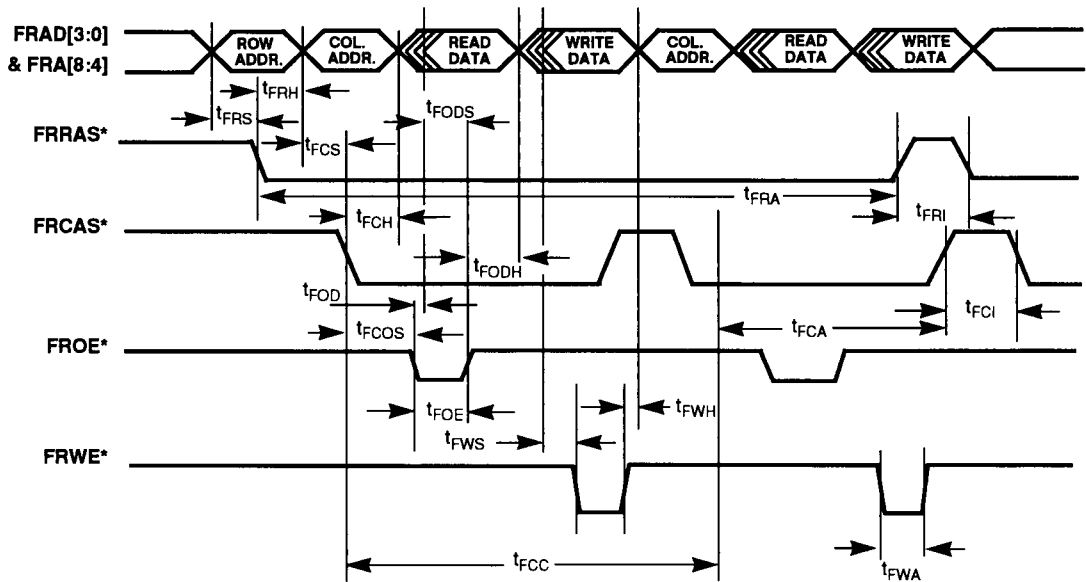 FRAD[3:0]
& FRA[8:4]
ROW ADDR.
COL. ADDR.
READ DATA
WRITE DATA
COL. ADDR.
READ DATA
WRITE DATA
tFRH
tFRS
tFODS
FRRAS*
tFCS
tFRA
tFRI
tFCH
FRCAS*
tFODH
tFOD
tFCI
tFCOS
tFCA
FROE*
tFOE
tFWH
tFWS
FRWE*
tFCC
tFWA